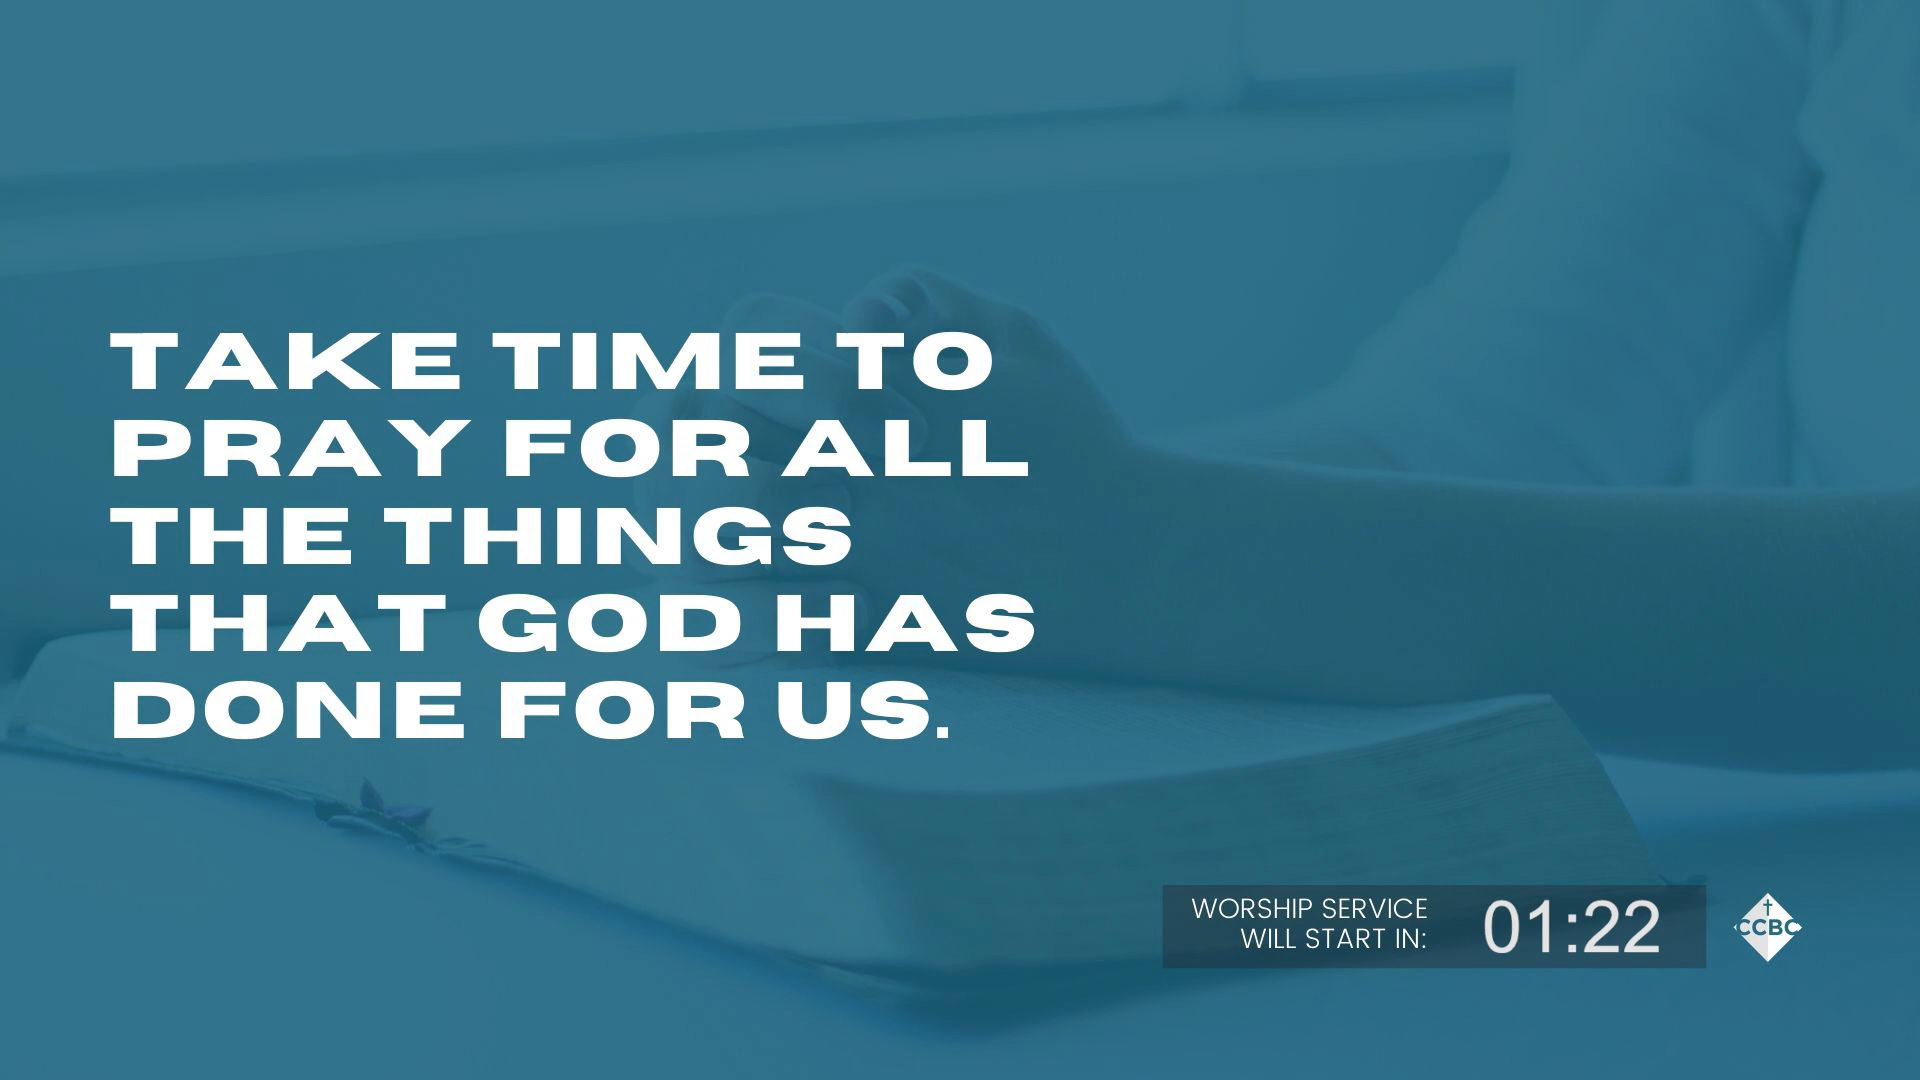 TAKE TIME TO
PRAY FOR ALL
THE THINGS
THAT GOD HAS
DONE FOR US.
WORSHIP SERVICE
WILL START IN:
01:22
CCBC